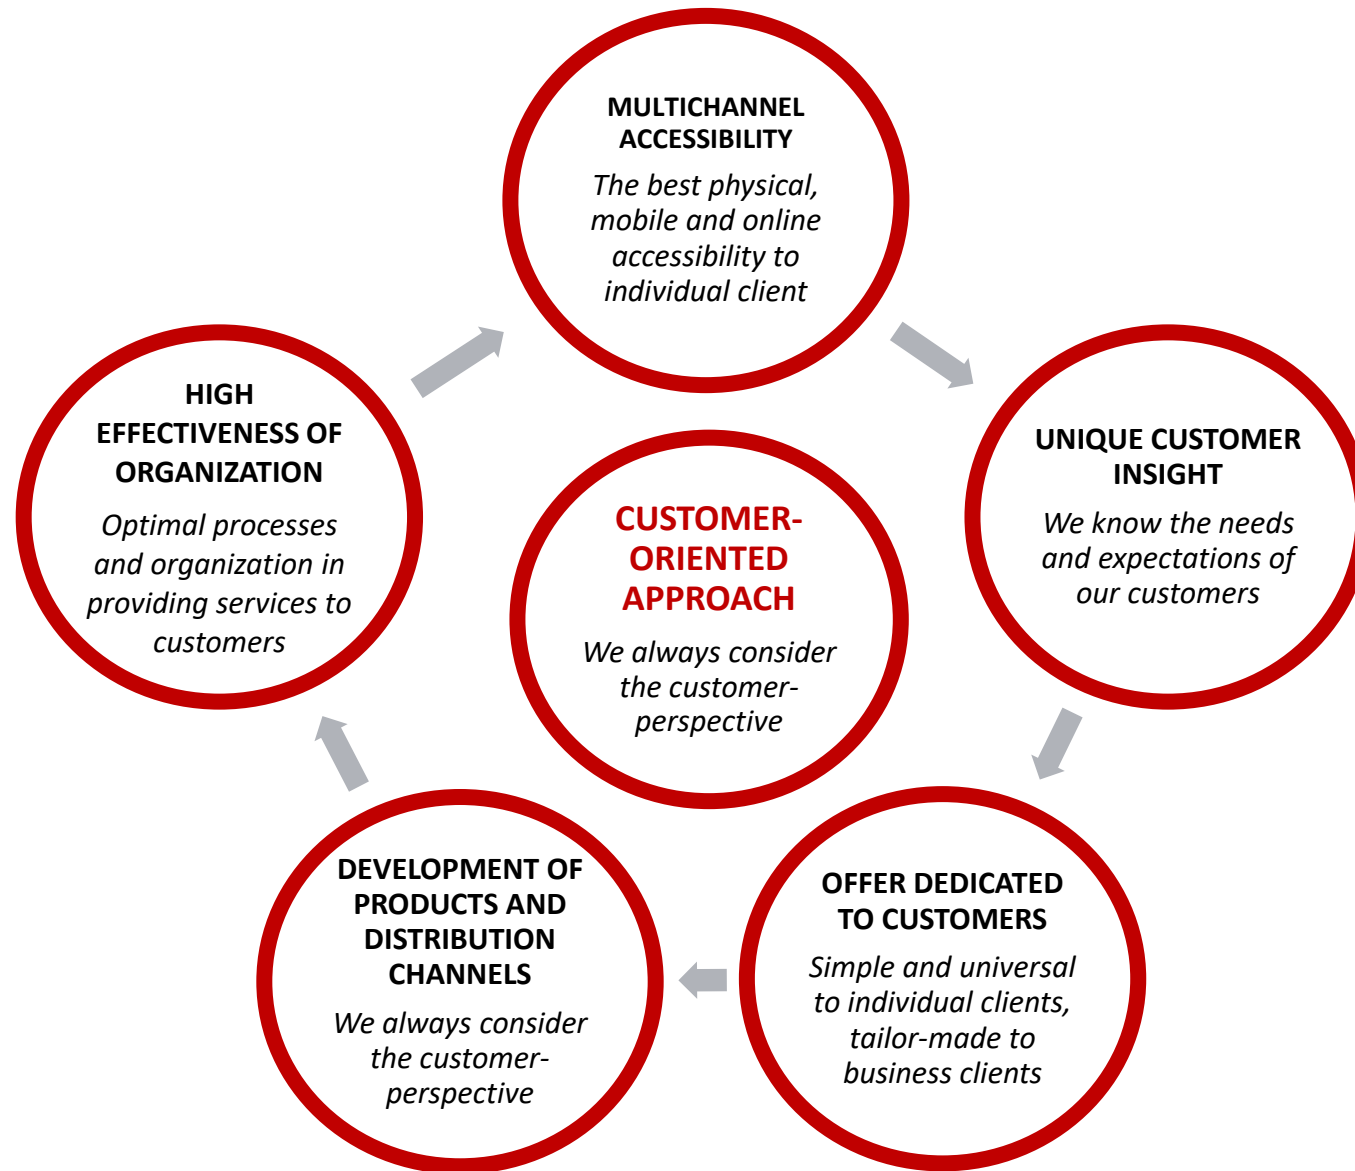 MULTICHANNEL
ACCESSIBILITY
The best physical,
mobile and online
accessibility to
individual client
UNIQUE CUSTOMER
INSIGHT
We know the needs
and expectations of
our customers
OFFER DEDICATED
TO CUSTOMERS
Simple and universal
to individual clients,
tailor-made to
business clients
DEVELOPMENT OF
PRODUCTS AND
DISTRIBUTION
CHANNELS
We always consider
the customer-
perspective
HIGH
EFFECTIVENESS OF
ORGANIZATION
Optimal processes
and organization in
providing services to
customers
CUSTOMER-
ORIENTED
APPROACH
We always consider
the customer-
perspective